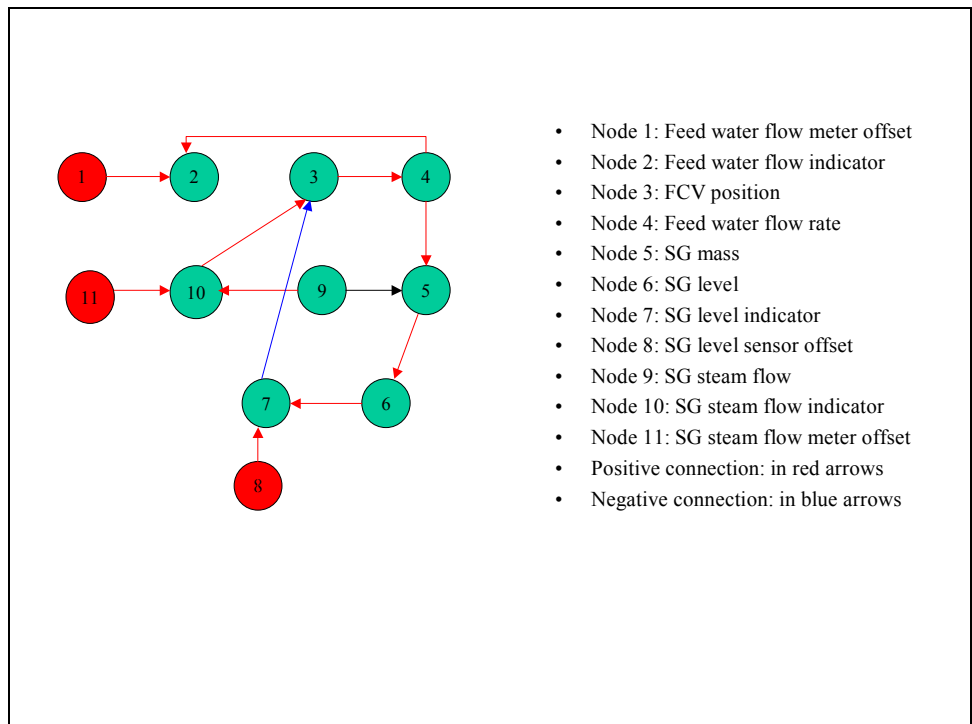 1
2
3
4
11
10
9
5
7
6
8
• Node 1: Feed water flow meter offset
• Node 2: Feed water flow indicator
• Node 3: FCV position
• Node 4: Feed water flow rate
• Node 5: SG mass
• Node 6: SG level
• Node 7: SG level indicator
• Node 8: SG level sensor offset
• Node 9: SG steam flow
• Node 10: SG steam flow indicator
• Node 11: SG steam flow meter offset
• Positive connection: in red arrows
• Negative connection: in blue arrows